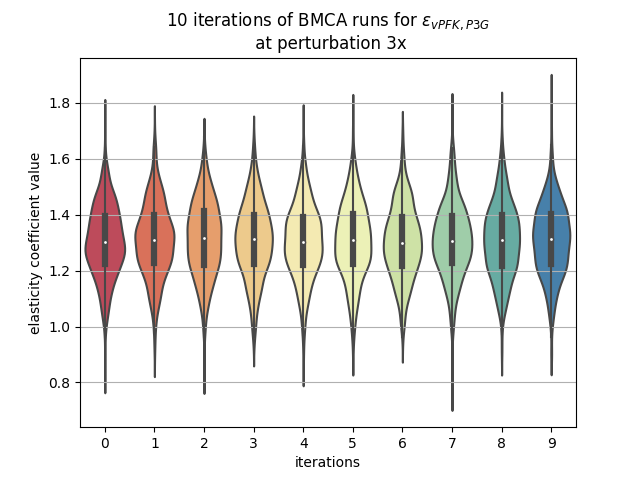 10 iterations of BMCA runs for ε_{vPFK,P3G}
at perturbation 3x
elasticity coefficient value
1.8
1.6
1.4
1.2
1.0
0.8
0 1 2 3 4 5 6 7 8 9
iterations